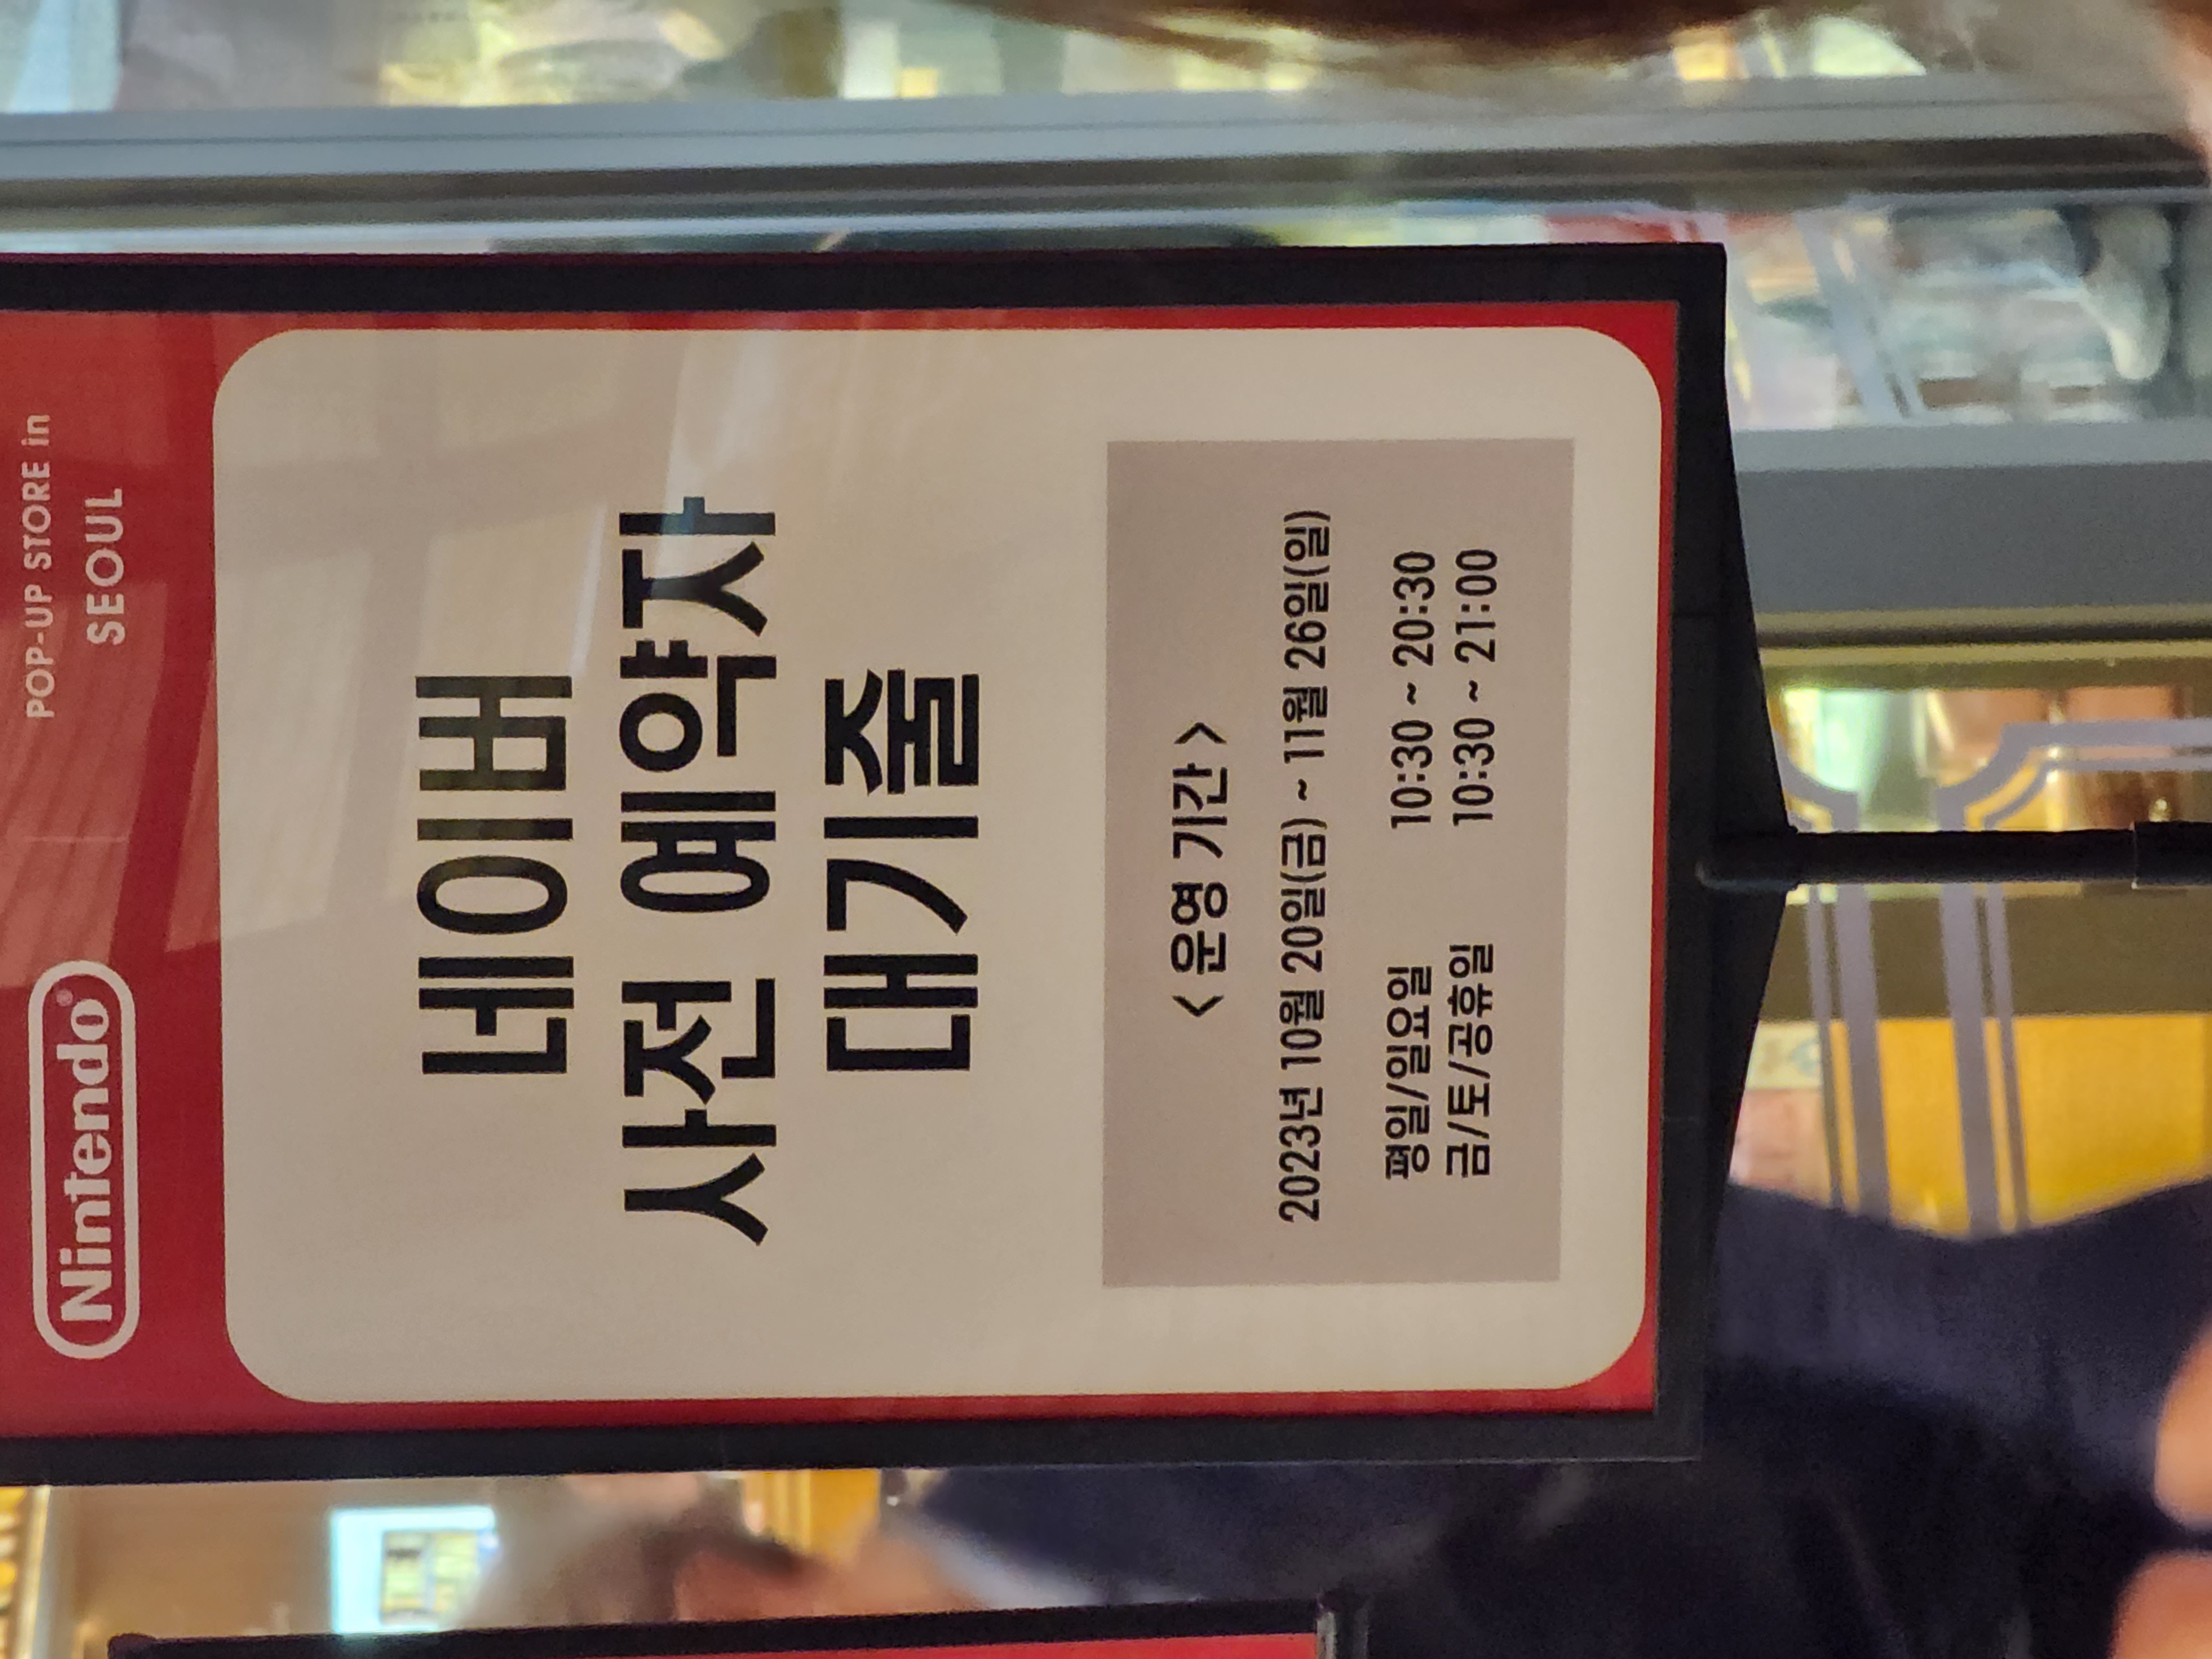 Nintendo
POP-UP STORE in
SEOUL
네이버
사전 예약자
대기줄
< 운영 기간 >
2023년 10월 20일(금) ~ 11월 26일(일)
평일/일요일 10:30 ~ 20:30
금/토/공휴일 10:30 ~ 21:00